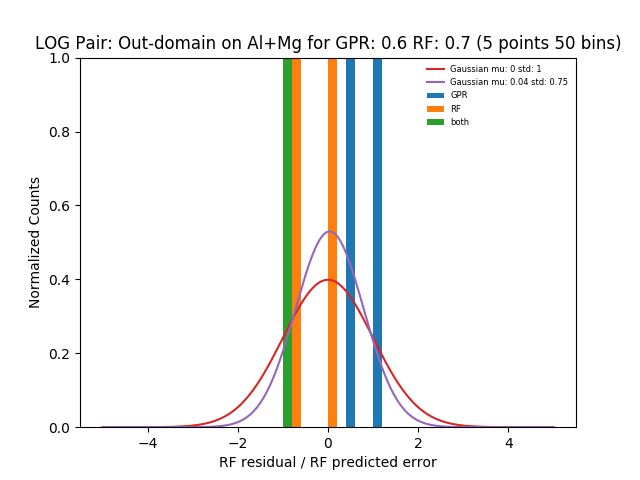 LOG Pair: Out-domain on Al+Mg for GPR: 0.6 RF: 0.7 (5 points 50 bins)
1.0
0.8
0.6
0.4
0.2
0.0
Normalized Counts
Gaussian mu: 0 std: 1
Gaussian mu: 0.04 std: 0.75
GPR
RF
both
−4
−2
0
2
4
RF residual / RF predicted error